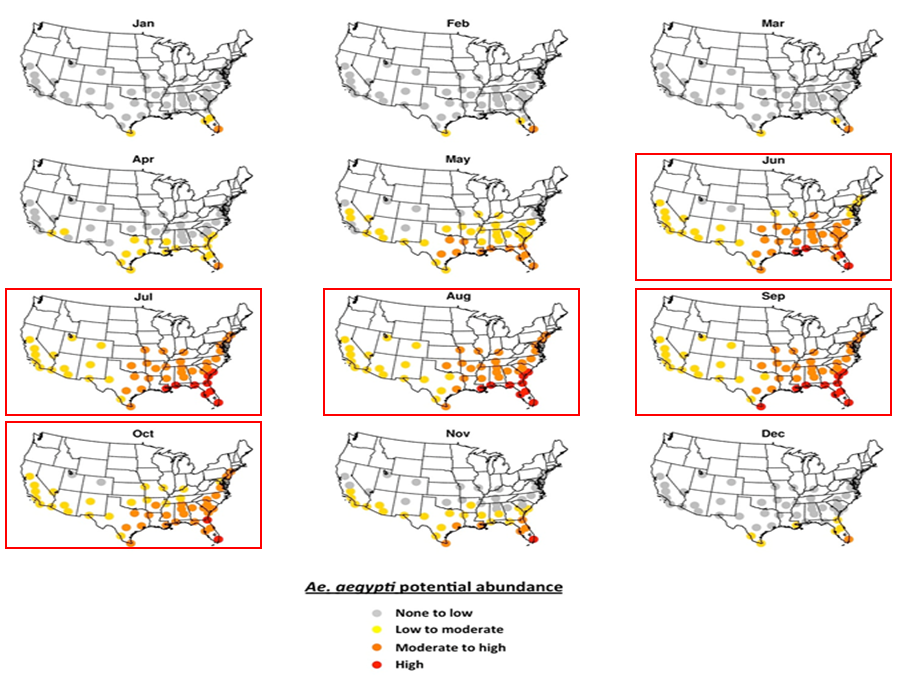 Jan
Feb
Mar
Apr
May
Jun
Jul
Aug
Sep
Oct
Nov
Dec
Ae. aegypti potential abundance
None to low
Low to moderate
Moderate to high
High